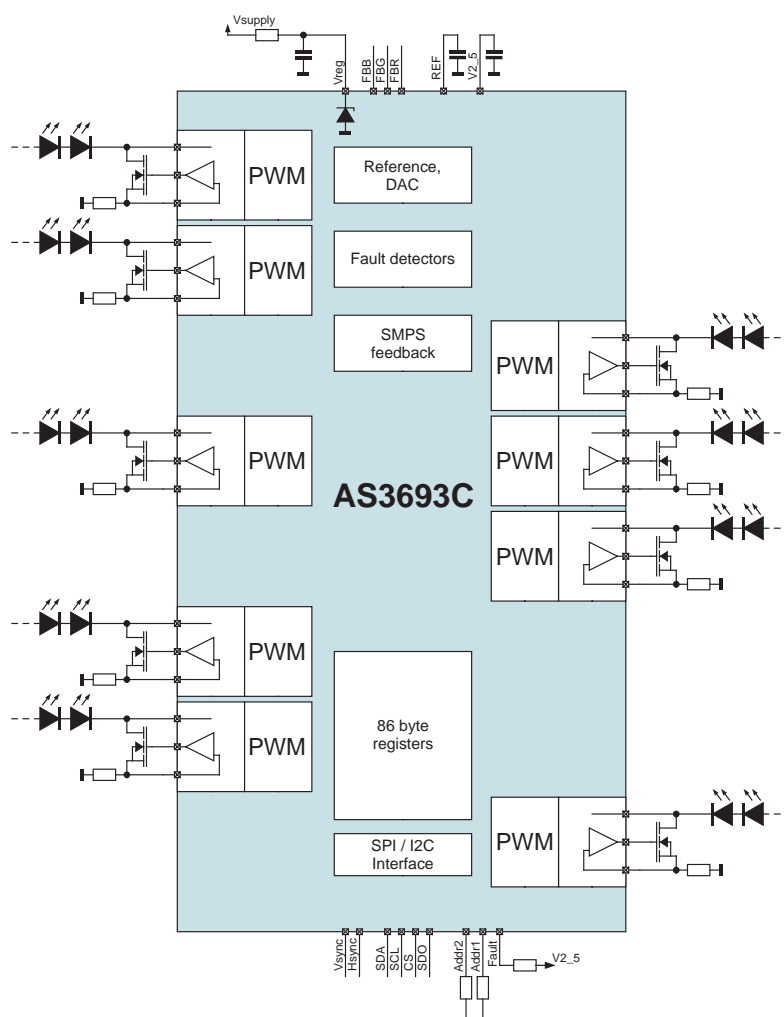 Vsupply
Vreg
FBB
FBG
FBR
REF
V2_5
PWM
Reference,
DAC
PWM
Fault detectors
SMPS
feedback
PWM
PWM
PWM
AS3693C
PWM
PWM
PWM
86 byte
registers
PWM
SPI / I2C
Interface
Vsync
Hsync
SDA
SCL
CS
SDO
Addr2
Addr1
Fault
V2_5